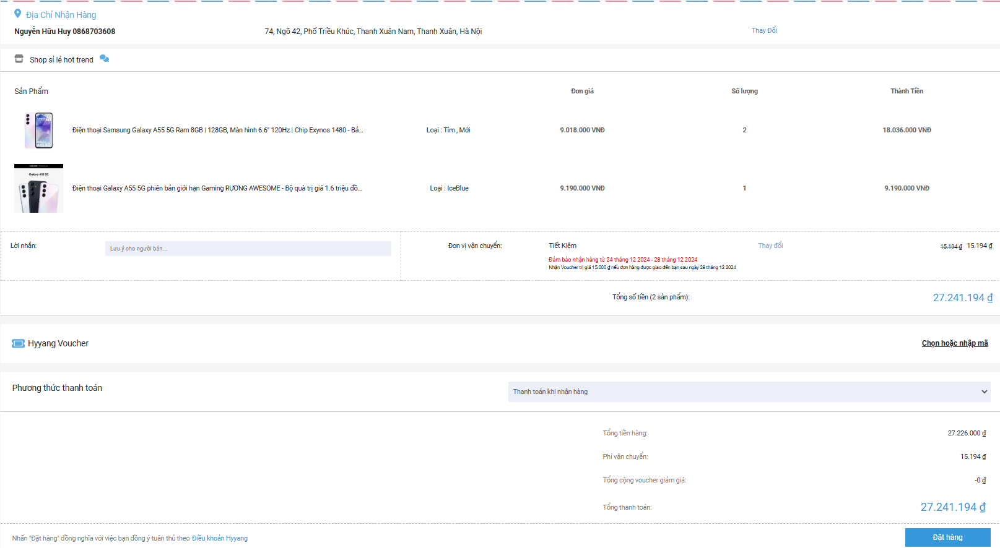 Địa Chỉ Nhận Hàng
Nguyễn Hữu Huy 0868703608 74, Ngõ 42, Phố Triều Khúc, Thanh Xuân Nam, Thanh Xuân, Hà Nội Thay Đổi
Shop sỉ lẻ hot trend
Sản Phẩm Đơn giá Số lượng Thành Tiền
Điện thoại Samsung Galaxy A55 5G Ram 8GB | 128GB, Màn hình 6.6" 120Hz | Chip Exynos 1480 - Bả... Loại : Tím , Mới 9.018.000 VNĐ 2 18.036.000 VNĐ
Galaxy A55 5G
Điện thoại Galaxy A55 5G phiên bản giới hạn Gaming RƯƠNG AWESOME - Bộ quà trị giá 1.6 triệu đồ... Loại : IceBlue 9.190.000 VNĐ 1 9.190.000 VNĐ
Lời nhắn: Lưu ý cho người bán... Đơn vị vận chuyển: Tiết Kiệm Thay đổi 15.194 ₫ 15.194 ₫
Đảm bảo nhận hàng từ 24 tháng 12 2024 - 28 tháng 12 2024
Nhận Voucher trị giá 15.000 ₫ nếu đơn hàng được giao đến bạn sau ngày 28 tháng 12 2024
Tổng số tiền (2 sản phẩm): 27.241.194 ₫
Hyyang Voucher Chọn hoặc nhập mã
Phương thức thanh toán Thanh toán khi nhận hàng
Tổng tiền hàng: 27.226.000 ₫
Phí vận chuyển: 15.194 ₫
Tổng cộng voucher giảm giá: -0 ₫
Tổng thanh toán: 27.241.194 ₫
Nhấn "Đặt hàng" đồng nghĩa với việc bạn đồng ý tuân thủ theo Điều khoản Hyyang Đặt hàng